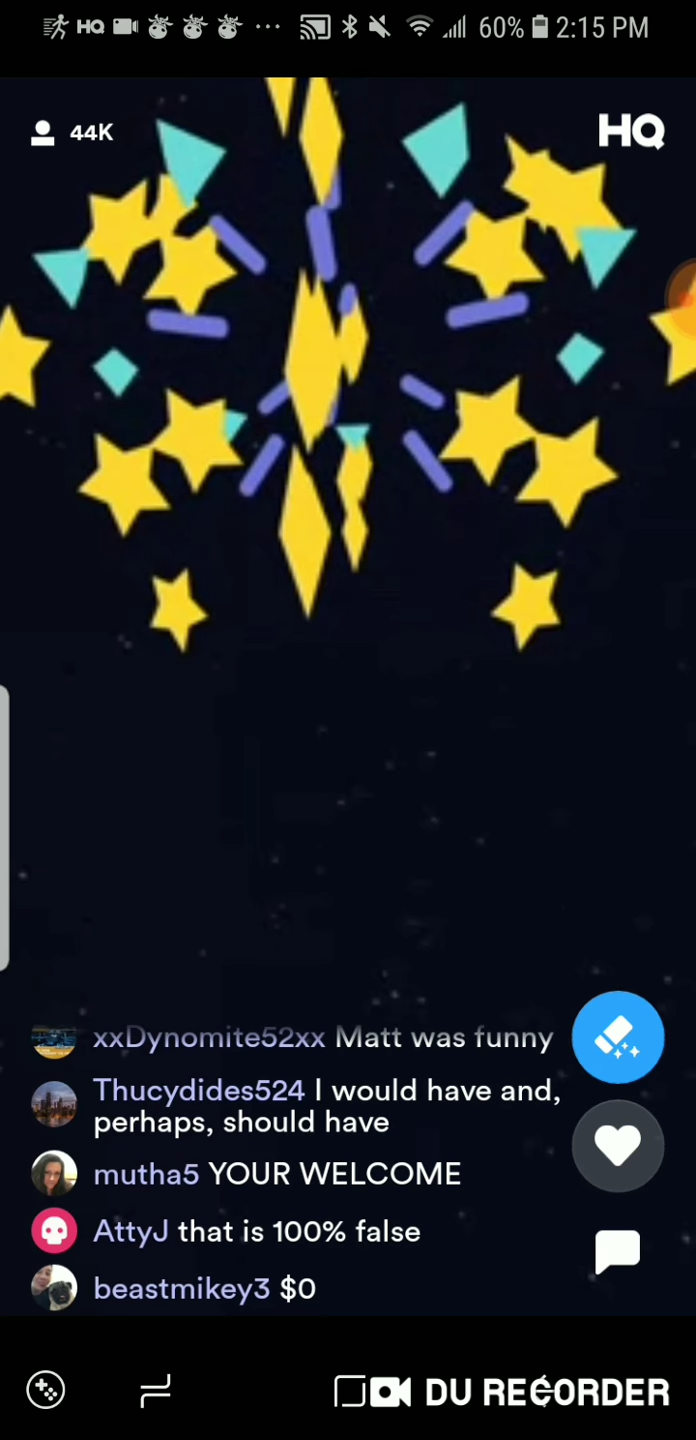 HQ 60% 2:15 PM
44K HQ
xxDynomite52xx Matt was funny
Thucydides524 I would have and,
perhaps, should have
mutha5 YOUR WELCOME
AttyJ that is 100% false
beastmikey3 $0
DU RECORDER